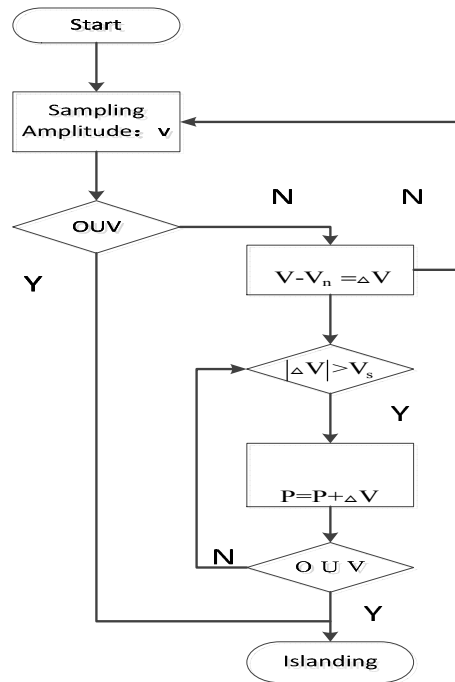 Start
Sampling
Amplitude： v
OUV
N
N
Y
V-Vₙ =△V
|△V|>Vₛ
Y
P=P+△V
N
O U V
Y
Islanding